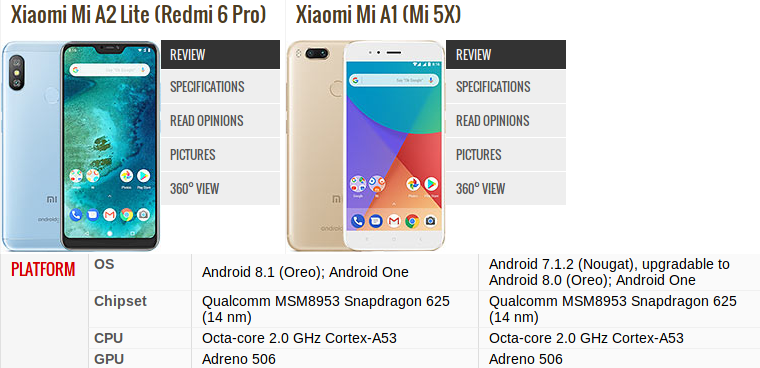 Xiaomi Mi A2 Lite (Redmi 6 Pro)
Xiaomi Mi A1 (Mi 5X)
REVIEW
SPECIFICATIONS
READ OPINIONS
PICTURES
360° VIEW
REVIEW
SPECIFICATIONS
READ OPINIONS
PICTURES
360° VIEW
PLATFORM
OS
Android 8.1 (Oreo); Android One
Android 7.1.2 (Nougat), upgradable to
Android 8.0 (Oreo); Android One
Chipset
Qualcomm MSM8953 Snapdragon 625
(14 nm)
Qualcomm MSM8953 Snapdragon 625
(14 nm)
CPU
Octa-core 2.0 GHz Cortex-A53
Octa-core 2.0 GHz Cortex-A53
GPU
Adreno 506
Adreno 506